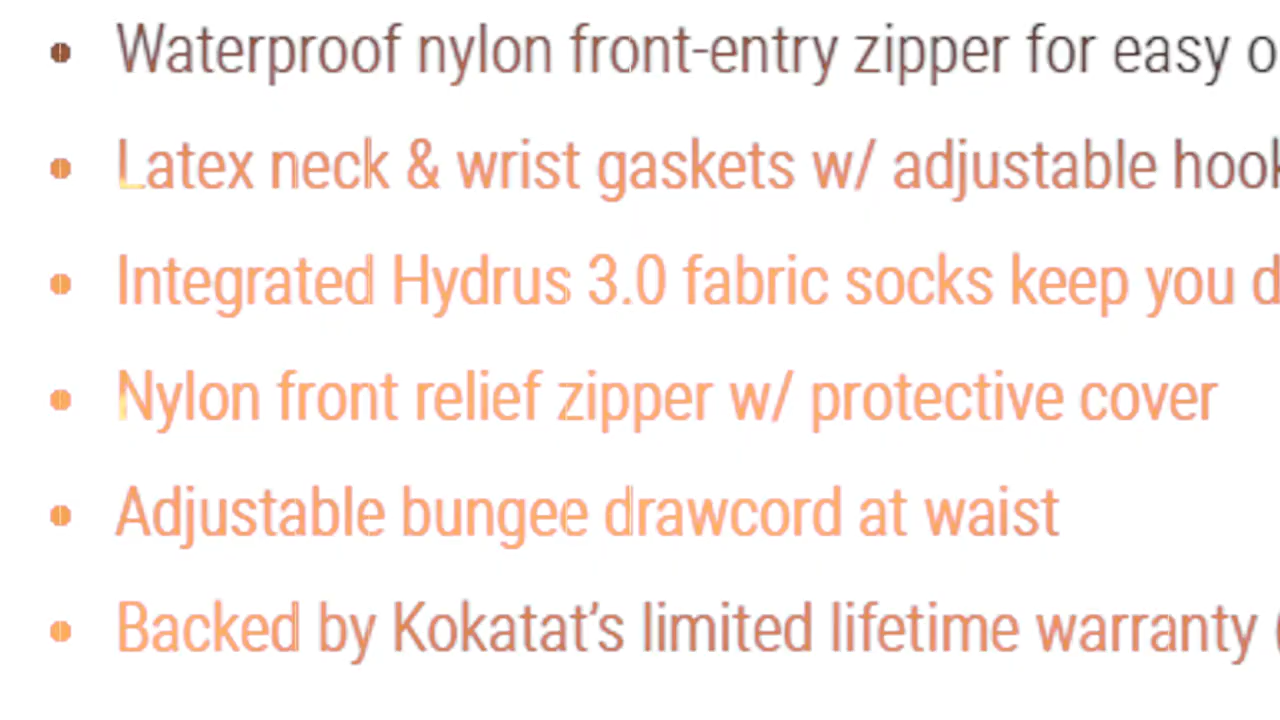 • Waterproof nylon front-entry zipper for easy o
• Latex neck & wrist gaskets w/ adjustable hook
• Integrated Hydrus 3.0 fabric socks keep you d
• Nylon front relief zipper w/ protective cover
• Adjustable bungee drawcord at waist
• Backed by Kokatat’s limited lifetime warranty (